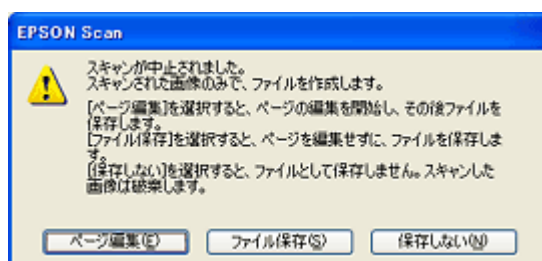 EPSON Scan
スキャンが中止されました。
スキャンされた画像のみで、ファイルを作成します。
[ページ編集]を選択すると、ページの編集を開始し、その後ファイルを
保存します。
[ファイル保存]を選択すると、ページを編集せずに、ファイルを保存しま
す。
[保存しない]を選択すると、ファイルとして保存しません。スキャンした
画像は破棄します。
ページ編集(E) ファイル保存(S) 保存しない(N)